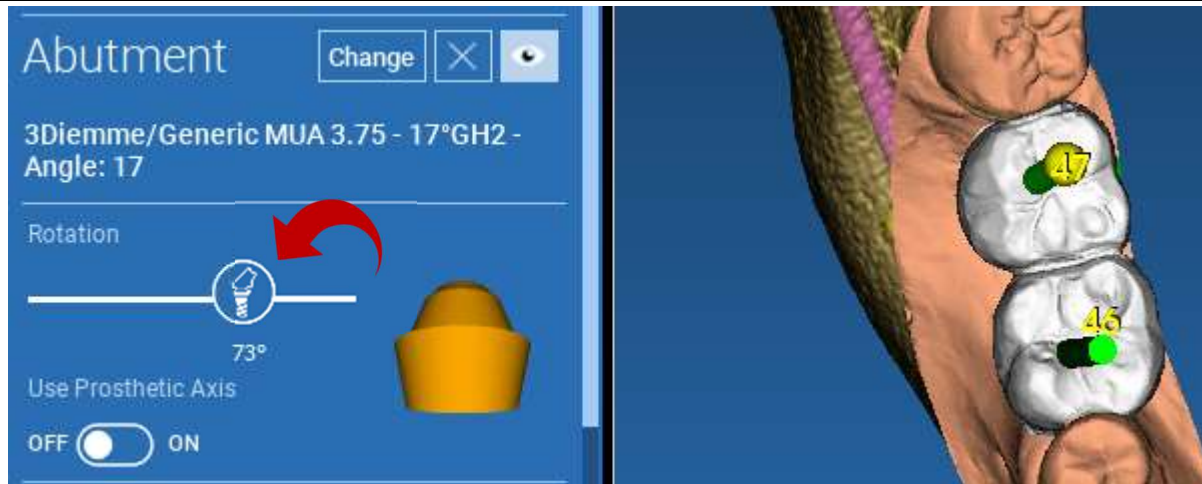 Abutment
Change
3Diemme/Generic MUA 3.75 - 17°GH2 -
Angle: 17
Rotation
73°
Use Prosthetic Axis
OFF ON
47
46